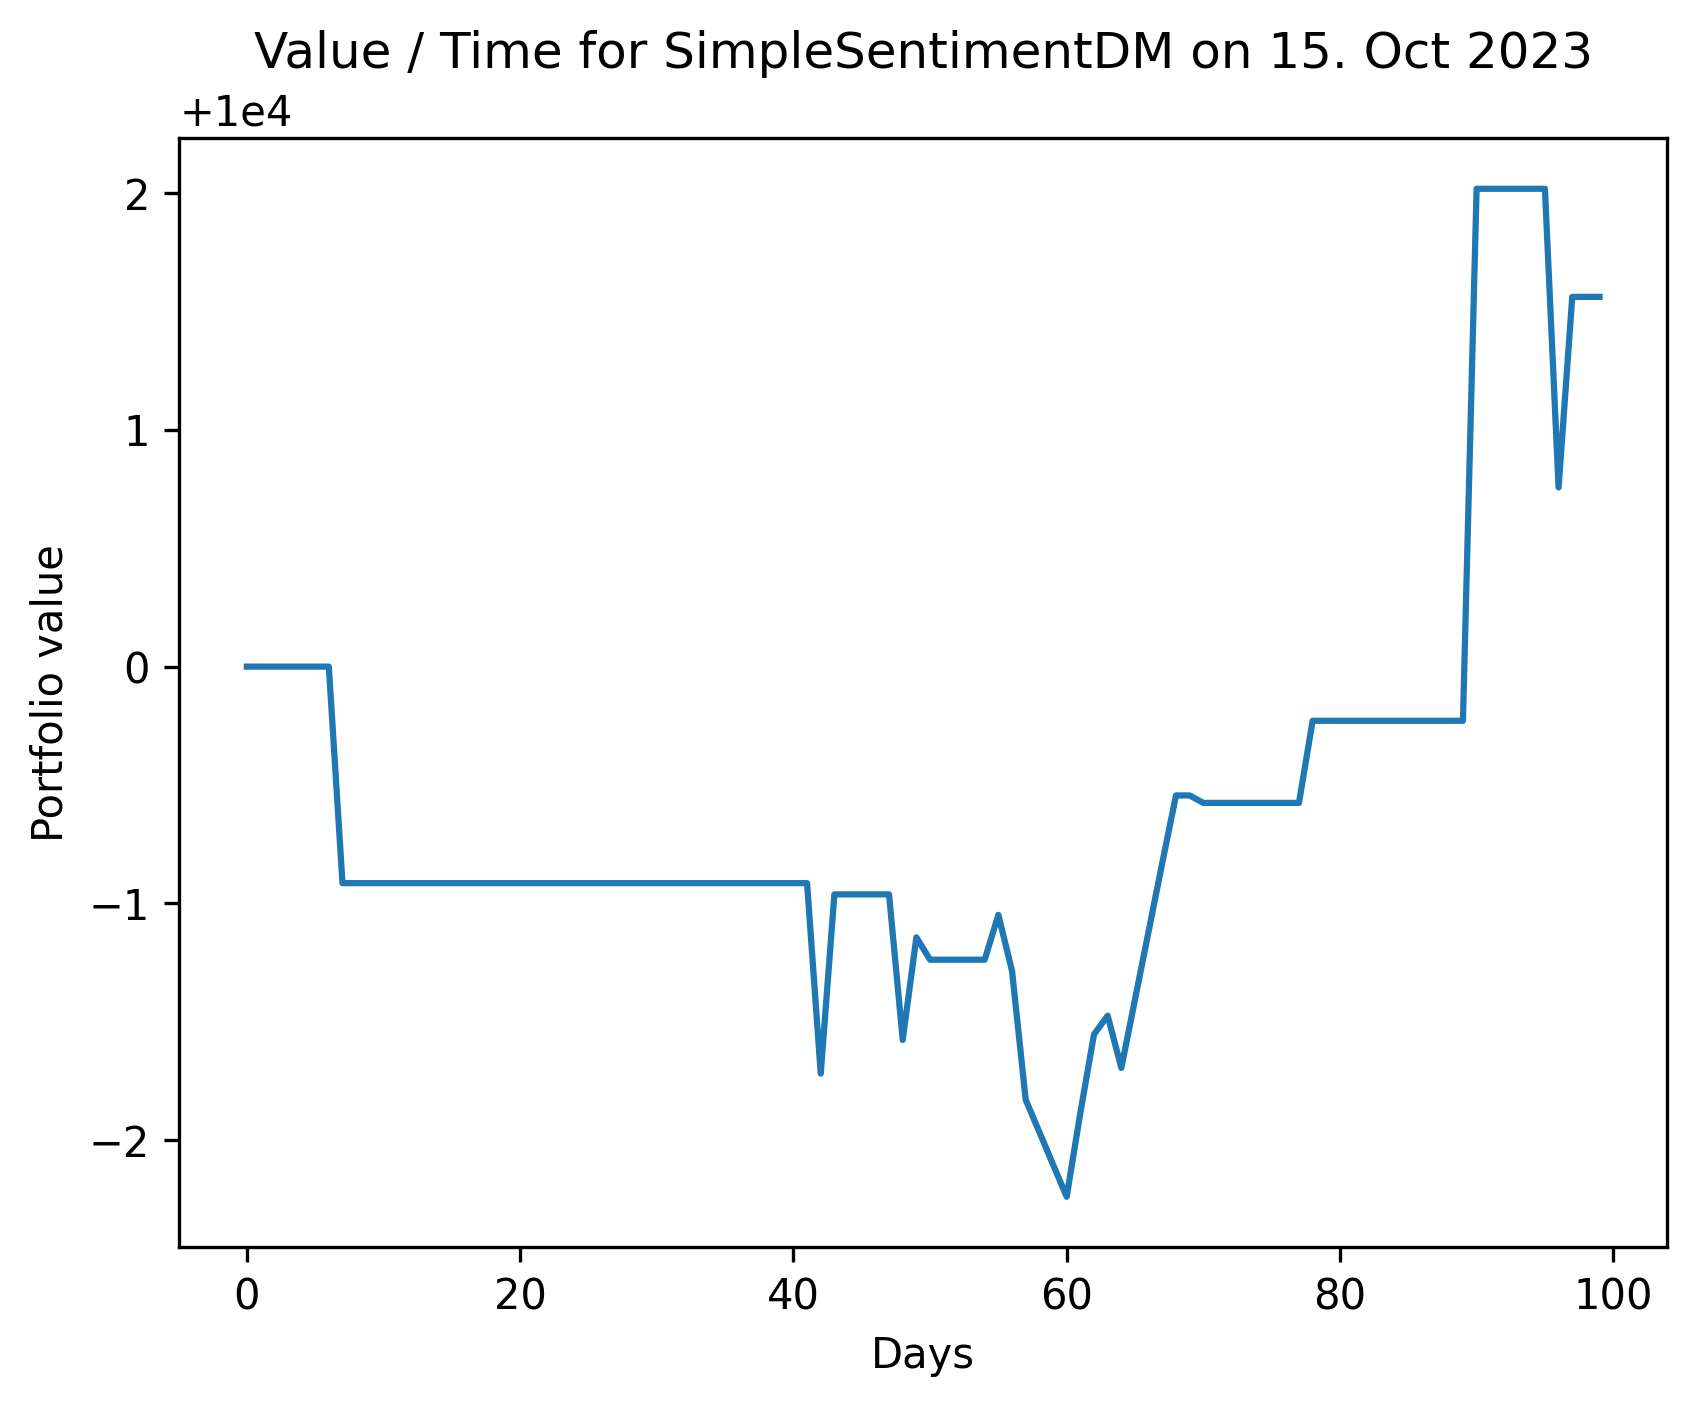 Value / Time for SimpleSentimentDM on 15. Oct 2023
+1e4
2
1
0
−1
−2
Portfolio value
0 20 40 60 80 100
Days